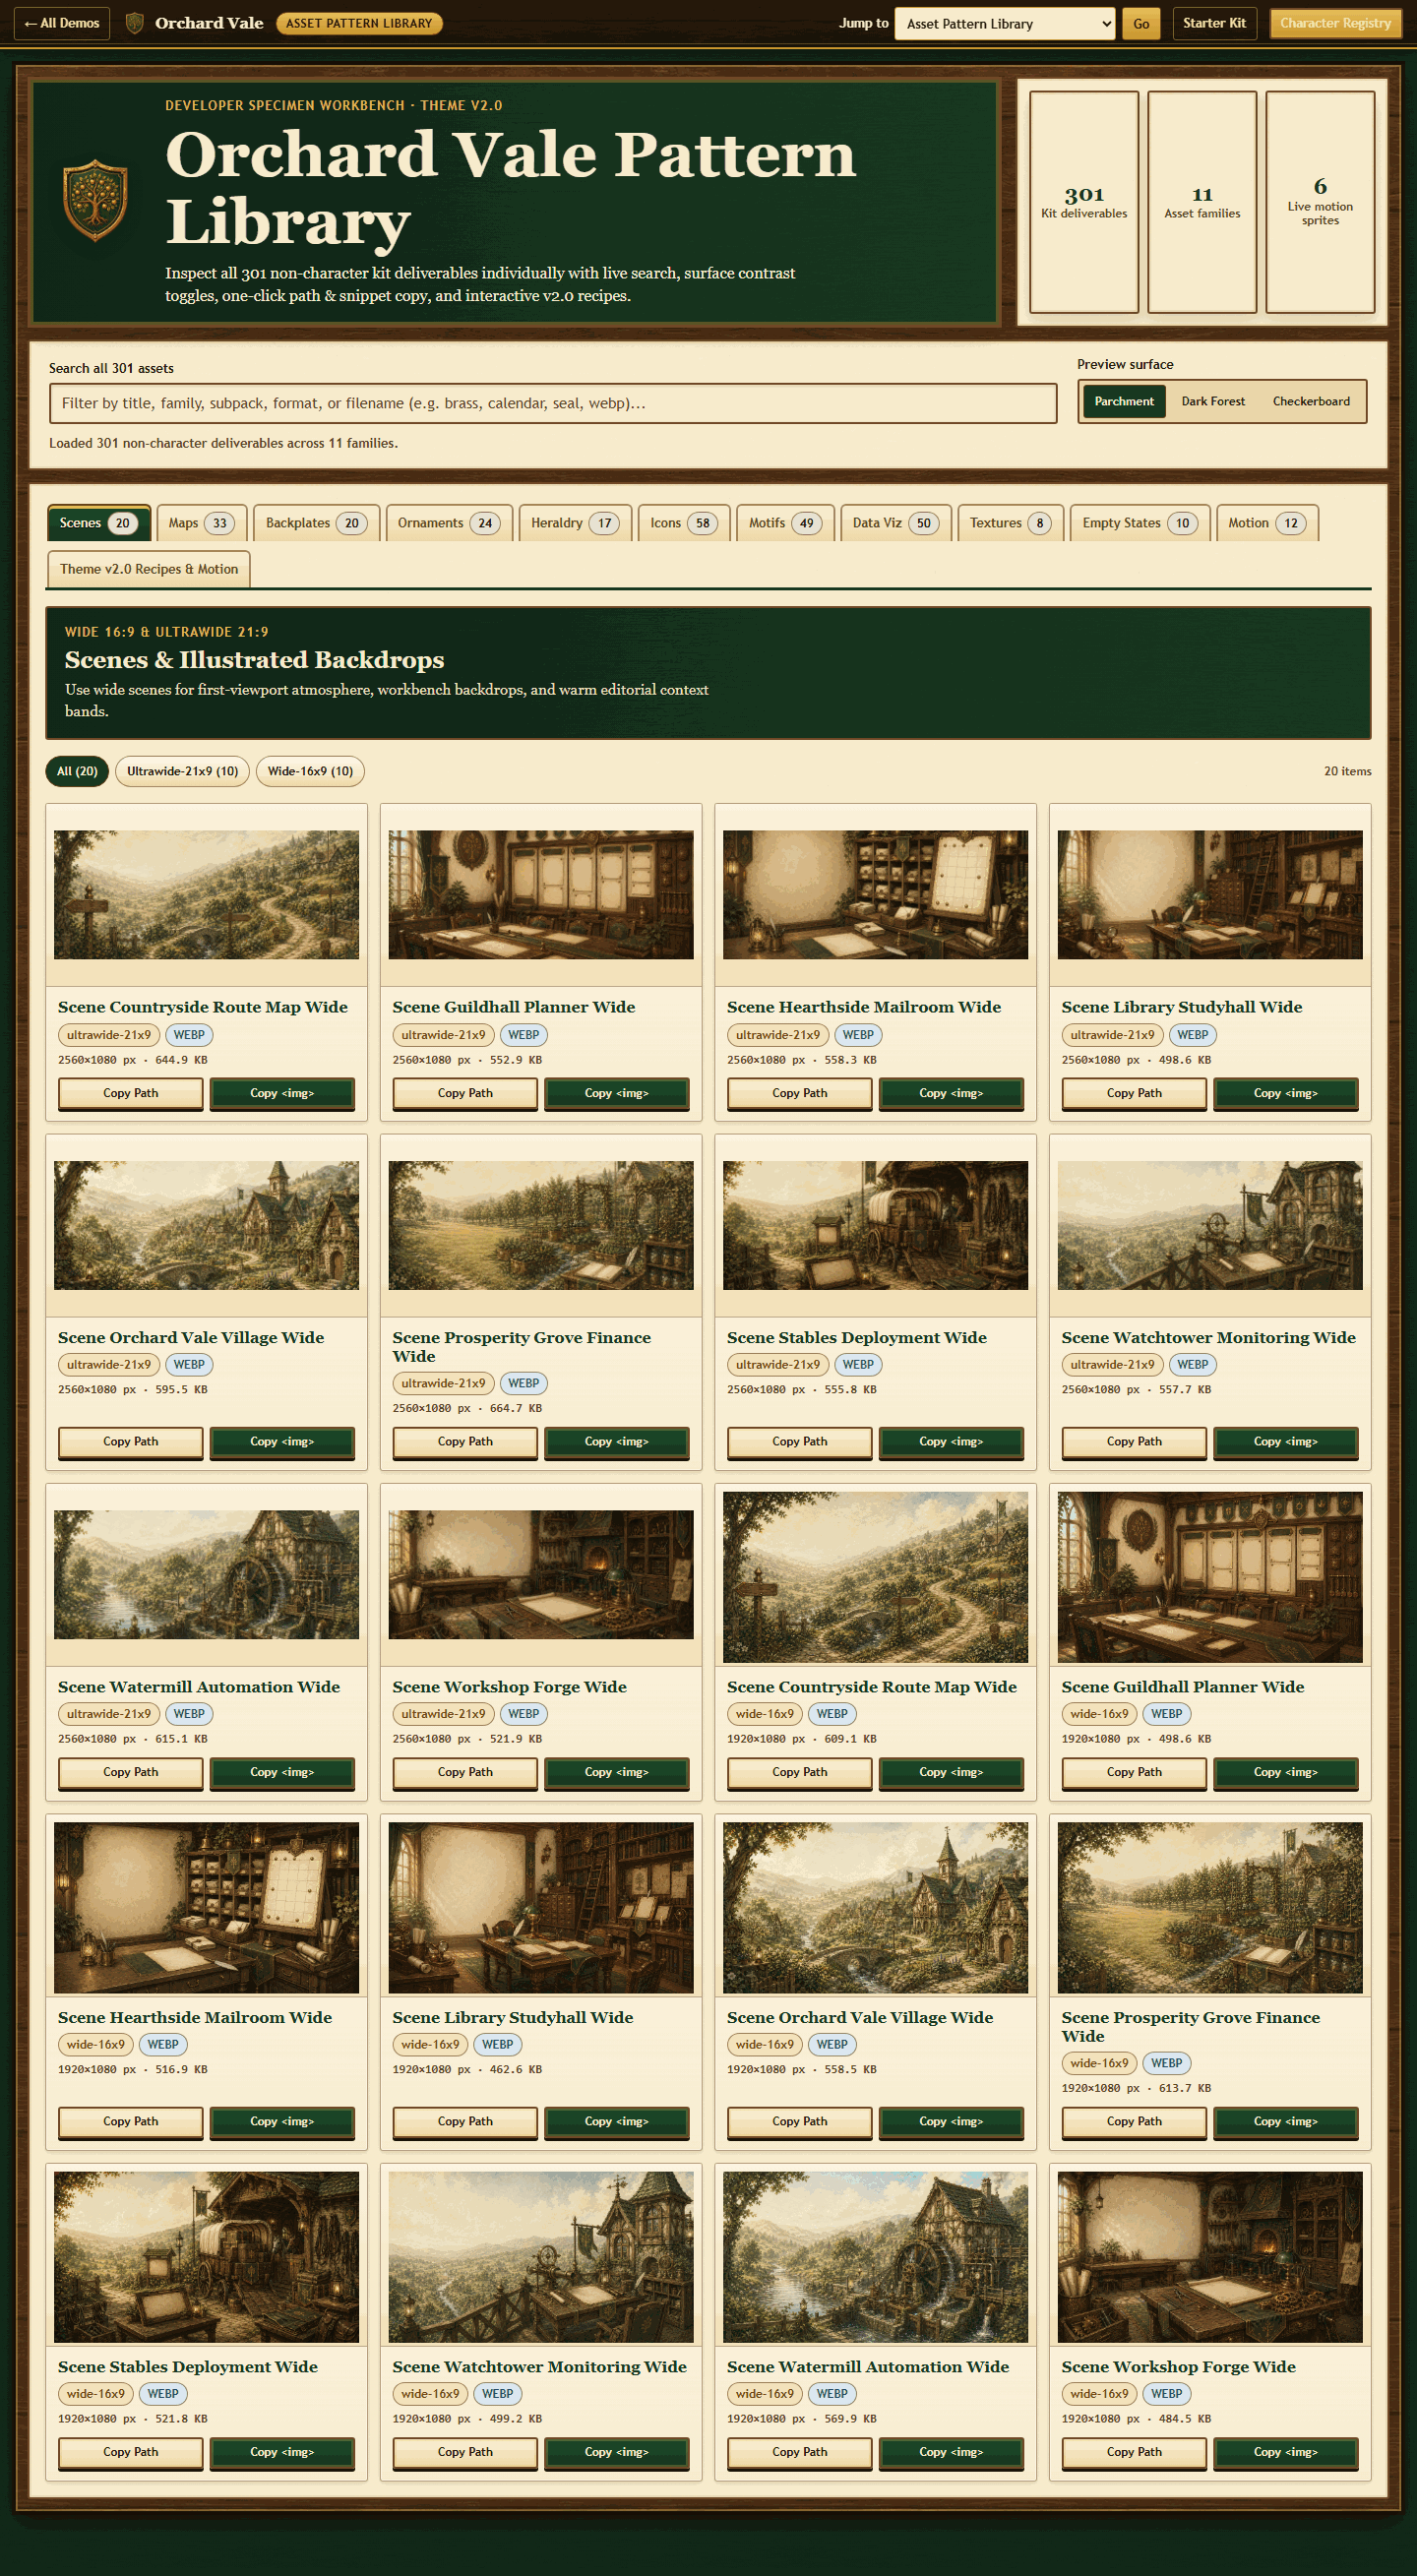 ← All Demos
Orchard Vale
ASSET PATTERN LIBRARY
Jump to
Asset Pattern Library
Go
Starter Kit
Character Registry
DEVELOPER SPECIMEN WORKBENCH · THEME V2.0
Orchard Vale Pattern
Library
Inspect all 301 non-character kit deliverables individually with live search, surface contrast
toggles, one-click path & snippet copy, and interactive v2.0 recipes.
301
Kit deliverables
11
Asset families
6
Live motion
sprites
Search all 301 assets
Filter by title, family, subpack, format, or filename (e.g. brass, calendar, seal, webp)...
Loaded 301 non-character deliverables across 11 families.
Preview surface
Parchment
Dark Forest
Checkerboard
Scenes 20
Maps 33
Backplates 20
Ornaments 24
Heraldry 17
Icons 58
Motifs 49
Data Viz 50
Textures 8
Empty States 10
Motion 12
Theme v2.0 Recipes & Motion
WIDE 16:9 & ULTRAWIDE 21:9
Scenes & Illustrated Backdrops
Use wide scenes for first-viewport atmosphere, workbench backdrops, and warm editorial context
bands.
All (20)
Ultrawide-21x9 (10)
Wide-16x9 (10)
20 items
Scene Countryside Route Map Wide
ultrawide-21x9 WEBP
2560×1080 px · 644.9 KB
Copy Path
Copy <img>
Scene Guildhall Planner Wide
ultrawide-21x9 WEBP
2560×1080 px · 552.9 KB
Copy Path
Copy <img>
Scene Hearthside Mailroom Wide
ultrawide-21x9 WEBP
2560×1080 px · 558.3 KB
Copy Path
Copy <img>
Scene Library Studyhall Wide
ultrawide-21x9 WEBP
2560×1080 px · 498.6 KB
Copy Path
Copy <img>
Scene Orchard Vale Village Wide
ultrawide-21x9 WEBP
2560×1080 px · 595.5 KB
Copy Path
Copy <img>
Scene Prosperity Grove Finance
Wide
ultrawide-21x9 WEBP
2560×1080 px · 664.7 KB
Copy Path
Copy <img>
Scene Stables Deployment Wide
ultrawide-21x9 WEBP
2560×1080 px · 555.8 KB
Copy Path
Copy <img>
Scene Watchtower Monitoring Wide
ultrawide-21x9 WEBP
2560×1080 px · 557.7 KB
Copy Path
Copy <img>
Scene Watermill Automation Wide
ultrawide-21x9 WEBP
2560×1080 px · 615.1 KB
Copy Path
Copy <img>
Scene Workshop Forge Wide
ultrawide-21x9 WEBP
2560×1080 px · 521.9 KB
Copy Path
Copy <img>
Scene Countryside Route Map Wide
wide-16x9 WEBP
1920×1080 px · 609.1 KB
Copy Path
Copy <img>
Scene Guildhall Planner Wide
wide-16x9 WEBP
1920×1080 px · 498.6 KB
Copy Path
Copy <img>
Scene Hearthside Mailroom Wide
wide-16x9 WEBP
1920×1080 px · 516.9 KB
Copy Path
Copy <img>
Scene Library Studyhall Wide
wide-16x9 WEBP
1920×1080 px · 462.6 KB
Copy Path
Copy <img>
Scene Orchard Vale Village Wide
wide-16x9 WEBP
1920×1080 px · 558.5 KB
Copy Path
Copy <img>
Scene Prosperity Grove Finance
Wide
wide-16x9 WEBP
1920×1080 px · 613.7 KB
Copy Path
Copy <img>
Scene Stables Deployment Wide
wide-16x9 WEBP
1920×1080 px · 521.8 KB
Copy Path
Copy <img>
Scene Watchtower Monitoring Wide
wide-16x9 WEBP
1920×1080 px · 499.2 KB
Copy Path
Copy <img>
Scene Watermill Automation Wide
wide-16x9 WEBP
1920×1080 px · 569.9 KB
Copy Path
Copy <img>
Scene Workshop Forge Wide
wide-16x9 WEBP
1920×1080 px · 484.5 KB
Copy Path
Copy <img>